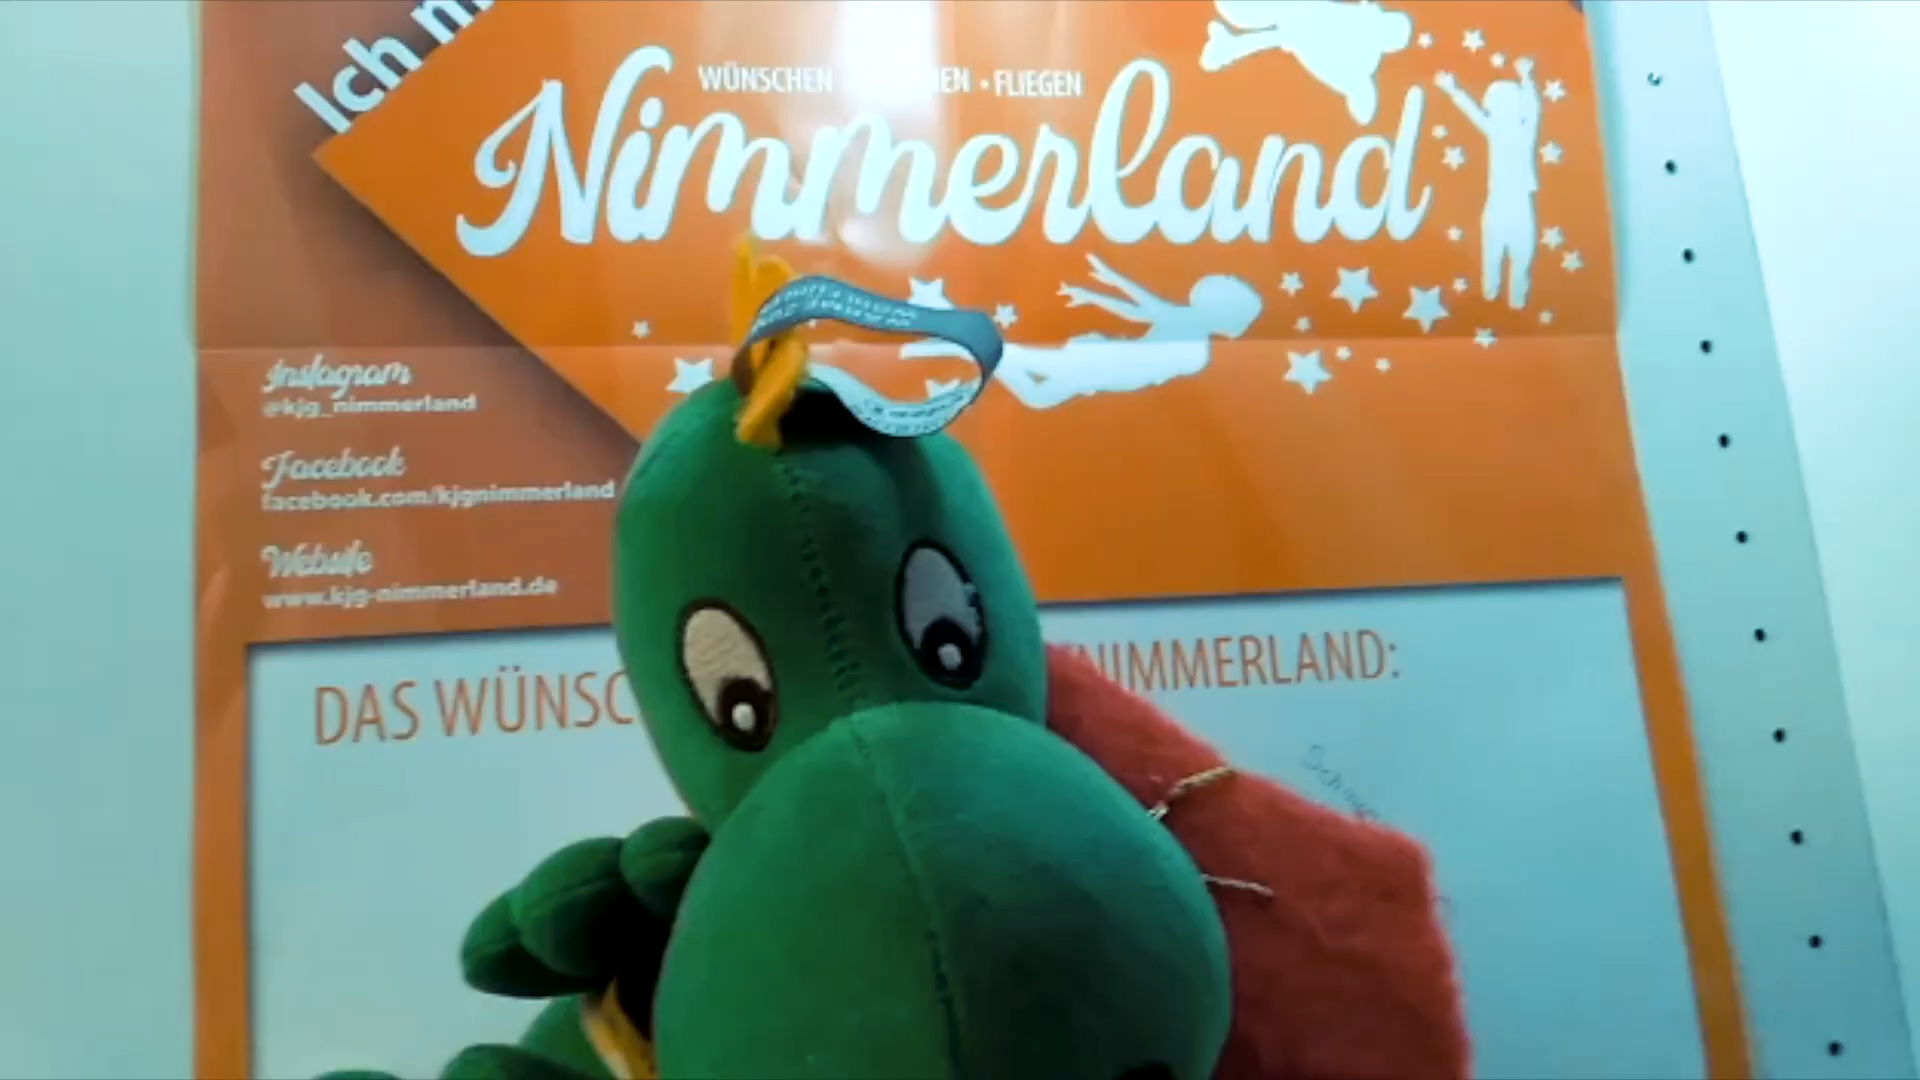 Ich
WÜNSCHEN
• FLIEGEN
Nimmerland
Instagram
@kjg_nimmerland
Facebook
facebook.com/kjgnimmerland
Website
www.kjg-nimmerland.de
DAS WÜNSC
NIMMERLAND: